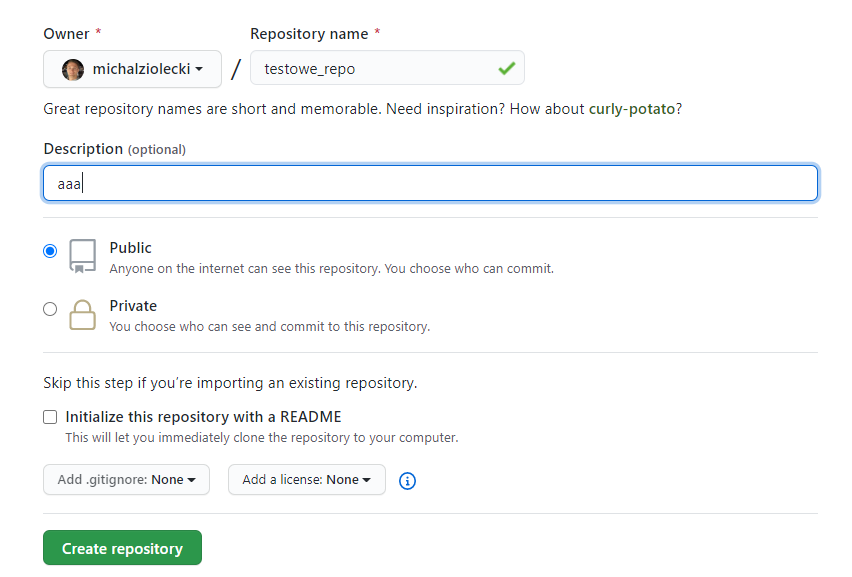 Owner *
Repository name *
michalziolecki
/
testowe_repo
Great repository names are short and memorable. Need inspiration? How about curly-potato?
Description (optional)
aaa
Public
Anyone on the internet can see this repository. You choose who can commit.
Private
You choose who can see and commit to this repository.
Skip this step if you’re importing an existing repository.
Initialize this repository with a README
This will let you immediately clone the repository to your computer.
Add .gitignore: None
Add a license: None
Create repository